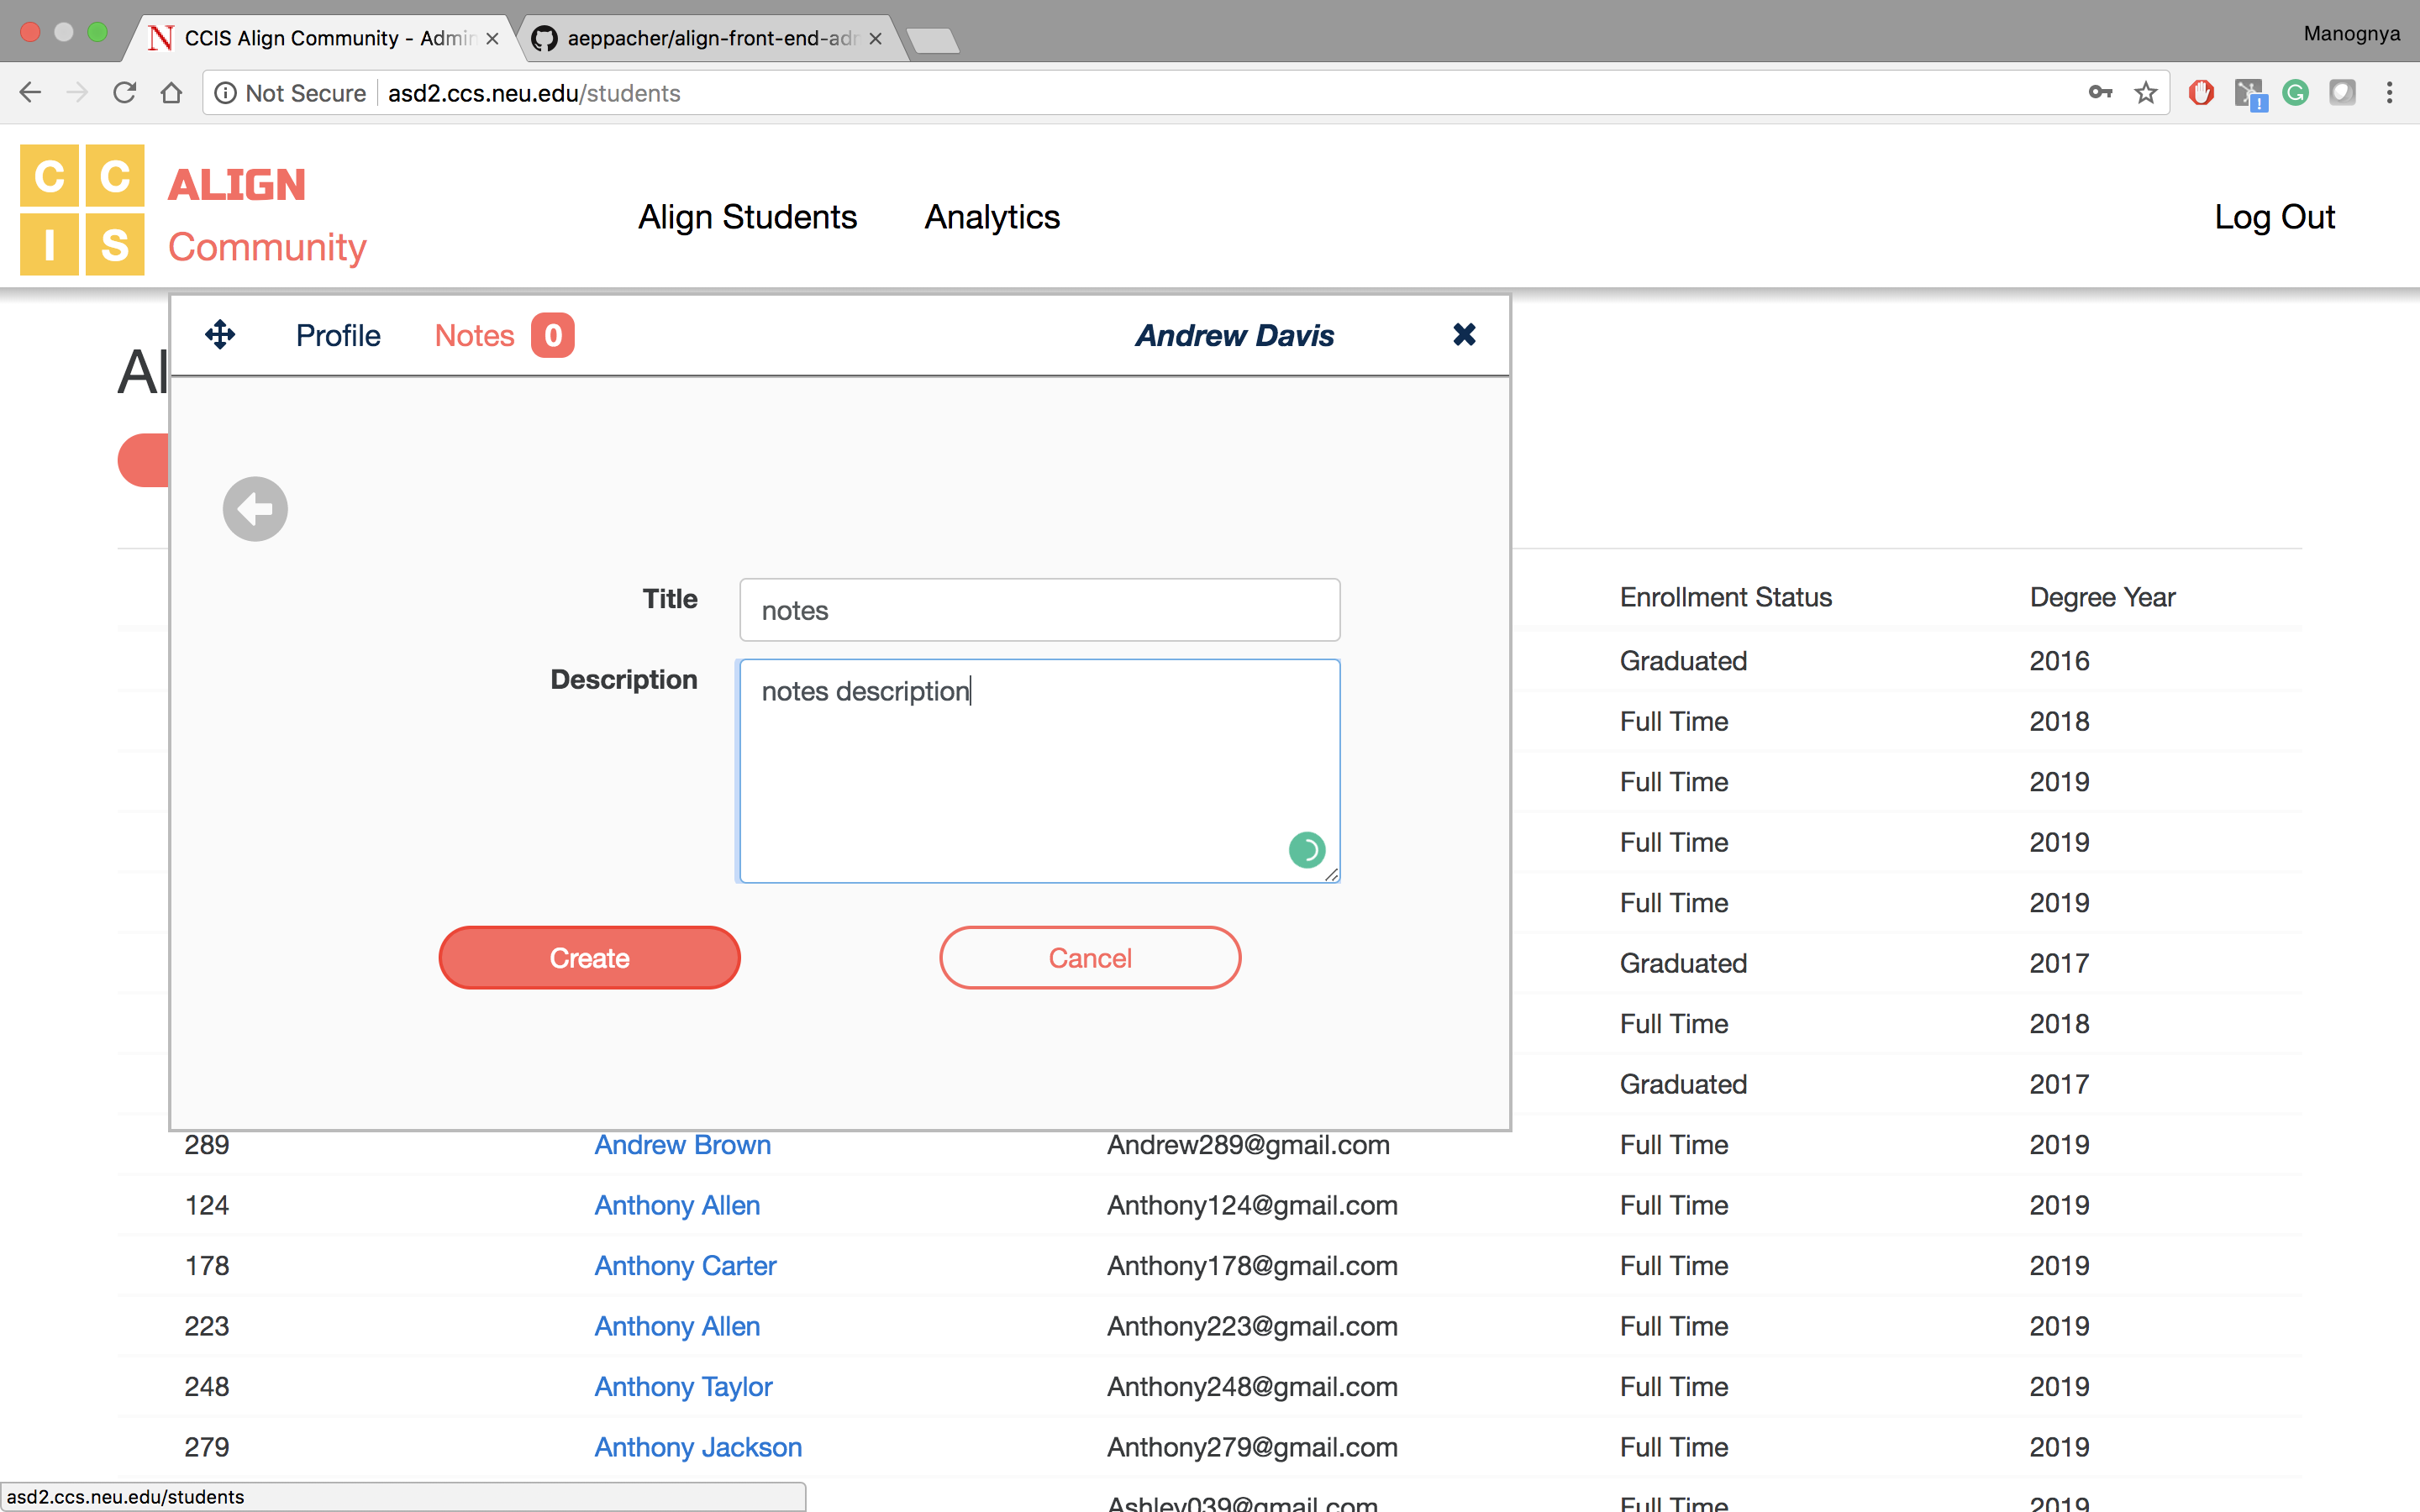 Manognya
CCIS Align Community - Admin
aeppacher/align-front-end-adm
Not Secure asd2.ccs.neu.edu/students
C C
I S
ALIGN
Community
Align Students Analytics Log Out
Al
Profile Notes 0 Andrew Davis
Title notes
Description notes description
Create Cancel
Enrollment Status Degree Year
Graduated 2016
Full Time 2018
Full Time 2019
Full Time 2019
Full Time 2019
Graduated 2017
Full Time 2018
Graduated 2017
289 Andrew Brown Andrew289@gmail.com Full Time 2019
124 Anthony Allen Anthony124@gmail.com Full Time 2019
178 Anthony Carter Anthony178@gmail.com Full Time 2019
223 Anthony Allen Anthony223@gmail.com Full Time 2019
248 Anthony Taylor Anthony248@gmail.com Full Time 2019
279 Anthony Jackson Anthony279@gmail.com Full Time 2019
Ashley039@gmail.com Full Time 2019
asd2.ccs.neu.edu/students